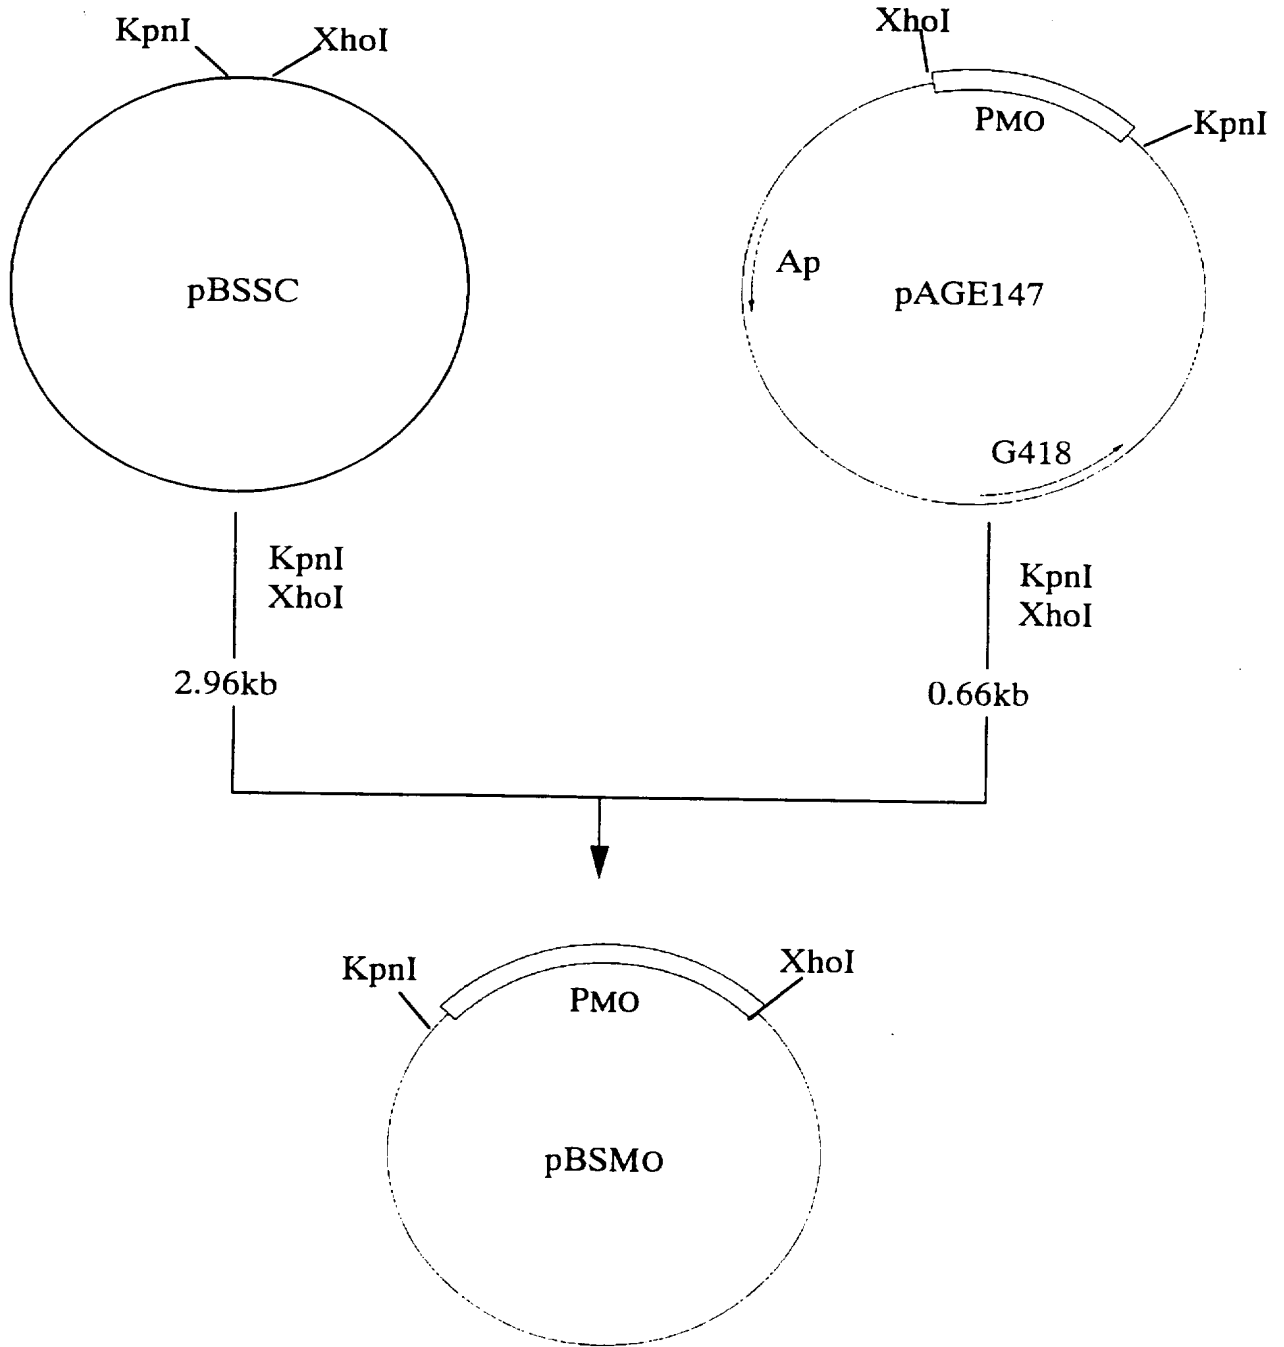 KpnI
XhoI
pBSSC
KpnI
XhoI
2.96kb
XhoI
PMO
KpnI
Ap
pAGE147
G418
KpnI
XhoI
0.66kb
KpnI
PMO
XhoI
pBSMO